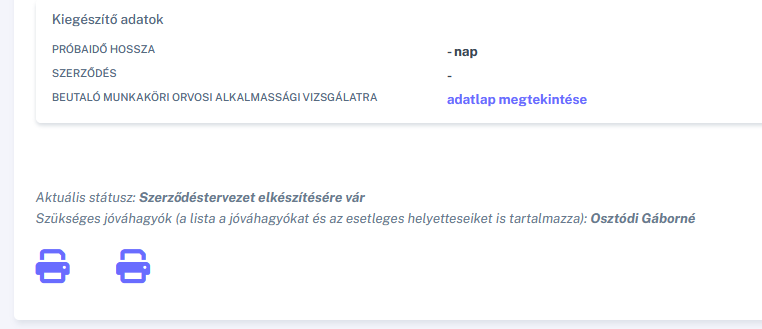 Kiegészítő adatok
PRÓBAIDŐ HOSSZA - nap
SZERZŐDÉS -
BEUTALÓ MUNKAKÖRI ORVOSI ALKALMASSÁGI VIZSGÁLATRA adatlap megtekintése
Aktuális státusz: Szerződéstervezet elkészítésére vár
Szükséges jóváhagyók (a lista a jóváhagyókat és az esetleges helyetteseiket is tartalmazza): Osztódi Gáborné